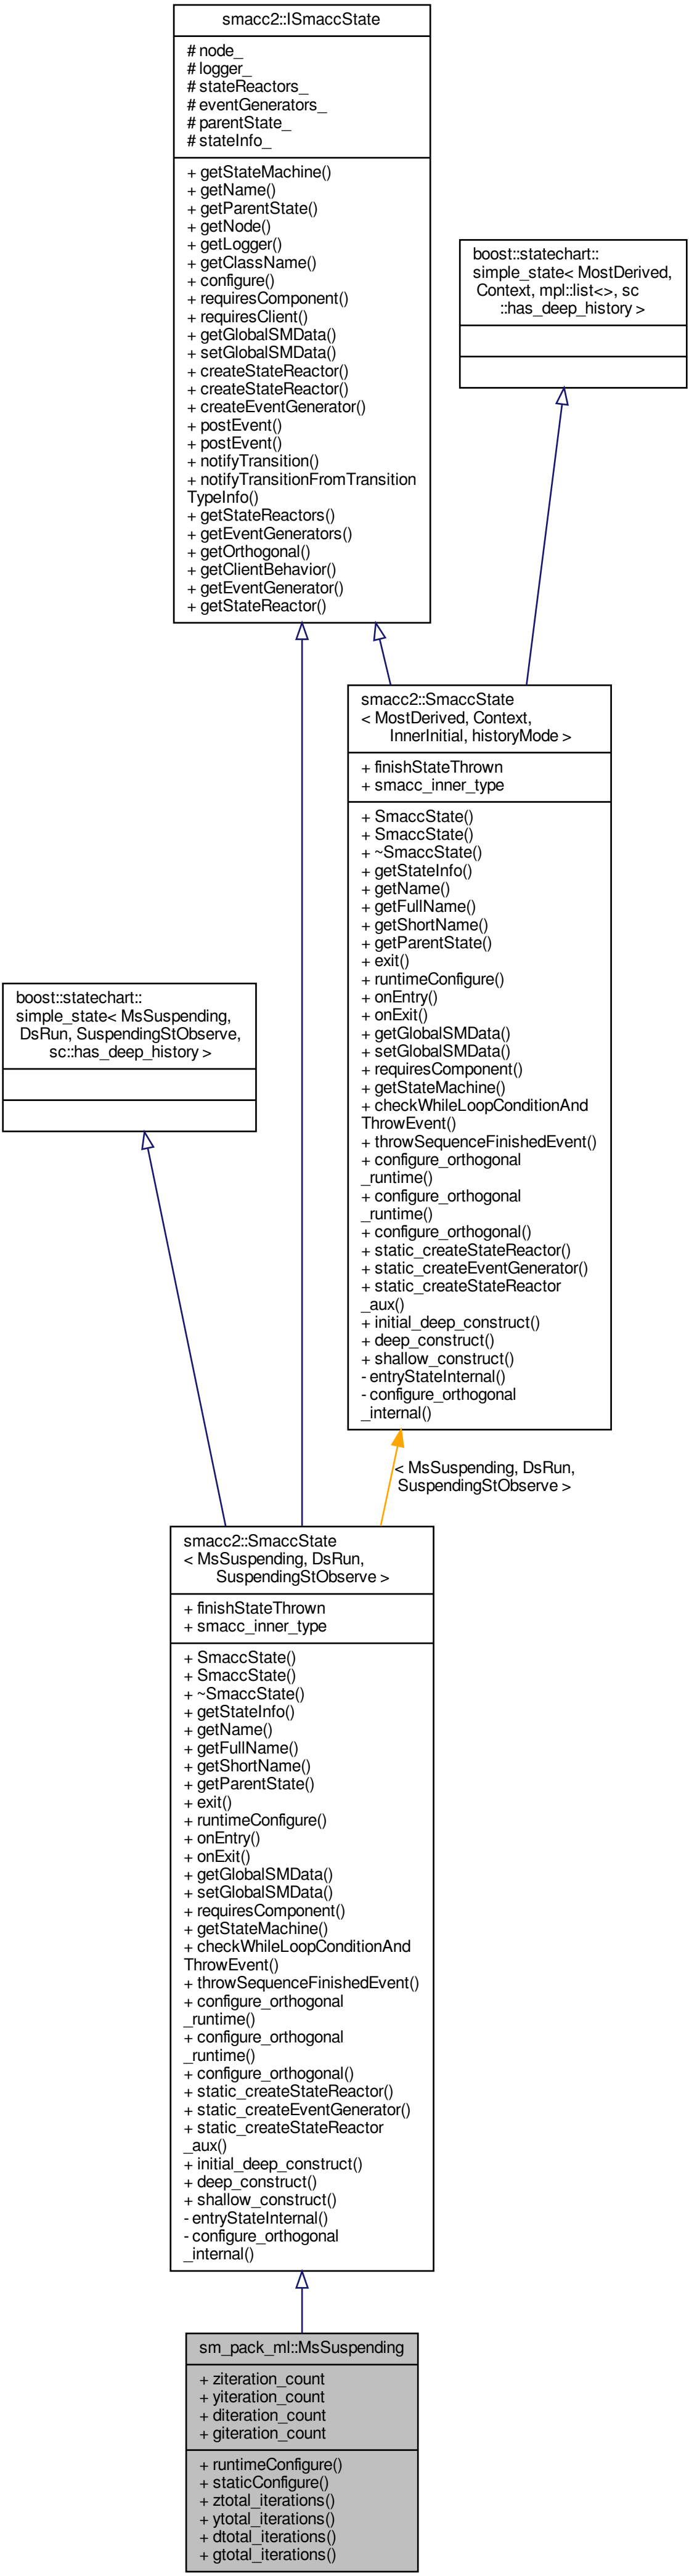 smacc2::ISmaccState
# node_
# logger_
# stateReactors_
# eventGenerators_
# parentState_
# stateInfo_
+ getStateMachine()
+ getName()
+ getParentState()
+ getNode()
+ getLogger()
+ getClassName()
+ configure()
+ requiresComponent()
+ requiresClient()
+ getGlobalSMData()
+ setGlobalSMData()
+ createStateReactor()
+ createStateReactor()
+ createEventGenerator()
+ postEvent()
+ postEvent()
+ notifyTransition()
+ notifyTransitionFromTransition
TypeInfo()
+ getStateReactors()
+ getEventGenerators()
+ getOrthogonal()
+ getClientBehavior()
+ getEventGenerator()
+ getStateReactor()
boost::statechart::
simple_state< MostDerived,
Context, mpl::list<>, sc
::has_deep_history >
smacc2::SmaccState
< MostDerived, Context,
InnerInitial, historyMode >
+ finishStateThrown
+ smacc_inner_type
+ SmaccState()
+ SmaccState()
+ ~SmaccState()
+ getStateInfo()
+ getName()
+ getFullName()
+ getShortName()
+ getParentState()
+ exit()
+ runtimeConfigure()
+ onEntry()
+ onExit()
+ getGlobalSMData()
+ setGlobalSMData()
+ requiresComponent()
+ getStateMachine()
+ checkWhileLoopConditionAnd
ThrowEvent()
+ throwSequenceFinishedEvent()
+ configure_orthogonal
_runtime()
+ configure_orthogonal
_runtime()
+ configure_orthogonal()
+ static_createStateReactor()
+ static_createEventGenerator()
+ static_createStateReactor
_aux()
+ initial_deep_construct()
+ deep_construct()
+ shallow_construct()
- entryStateInternal()
- configure_orthogonal
_internal()
boost::statechart::
simple_state< MsSuspending,
DsRun, SuspendingStObserve,
sc::has_deep_history >
< MsSuspending, DsRun,
SuspendingStObserve >
smacc2::SmaccState
< MsSuspending, DsRun,
SuspendingStObserve >
+ finishStateThrown
+ smacc_inner_type
+ SmaccState()
+ SmaccState()
+ ~SmaccState()
+ getStateInfo()
+ getName()
+ getFullName()
+ getShortName()
+ getParentState()
+ exit()
+ runtimeConfigure()
+ onEntry()
+ onExit()
+ getGlobalSMData()
+ setGlobalSMData()
+ requiresComponent()
+ getStateMachine()
+ checkWhileLoopConditionAnd
ThrowEvent()
+ throwSequenceFinishedEvent()
+ configure_orthogonal
_runtime()
+ configure_orthogonal
_runtime()
+ configure_orthogonal()
+ static_createStateReactor()
+ static_createEventGenerator()
+ static_createStateReactor
_aux()
+ initial_deep_construct()
+ deep_construct()
+ shallow_construct()
- entryStateInternal()
- configure_orthogonal
_internal()
sm_pack_ml::MsSuspending
+ ziteration_count
+ yiteration_count
+ diteration_count
+ giteration_count
+ runtimeConfigure()
+ staticConfigure()
+ ztotal_iterations()
+ ytotal_iterations()
+ dtotal_iterations()
+ gtotal_iterations()